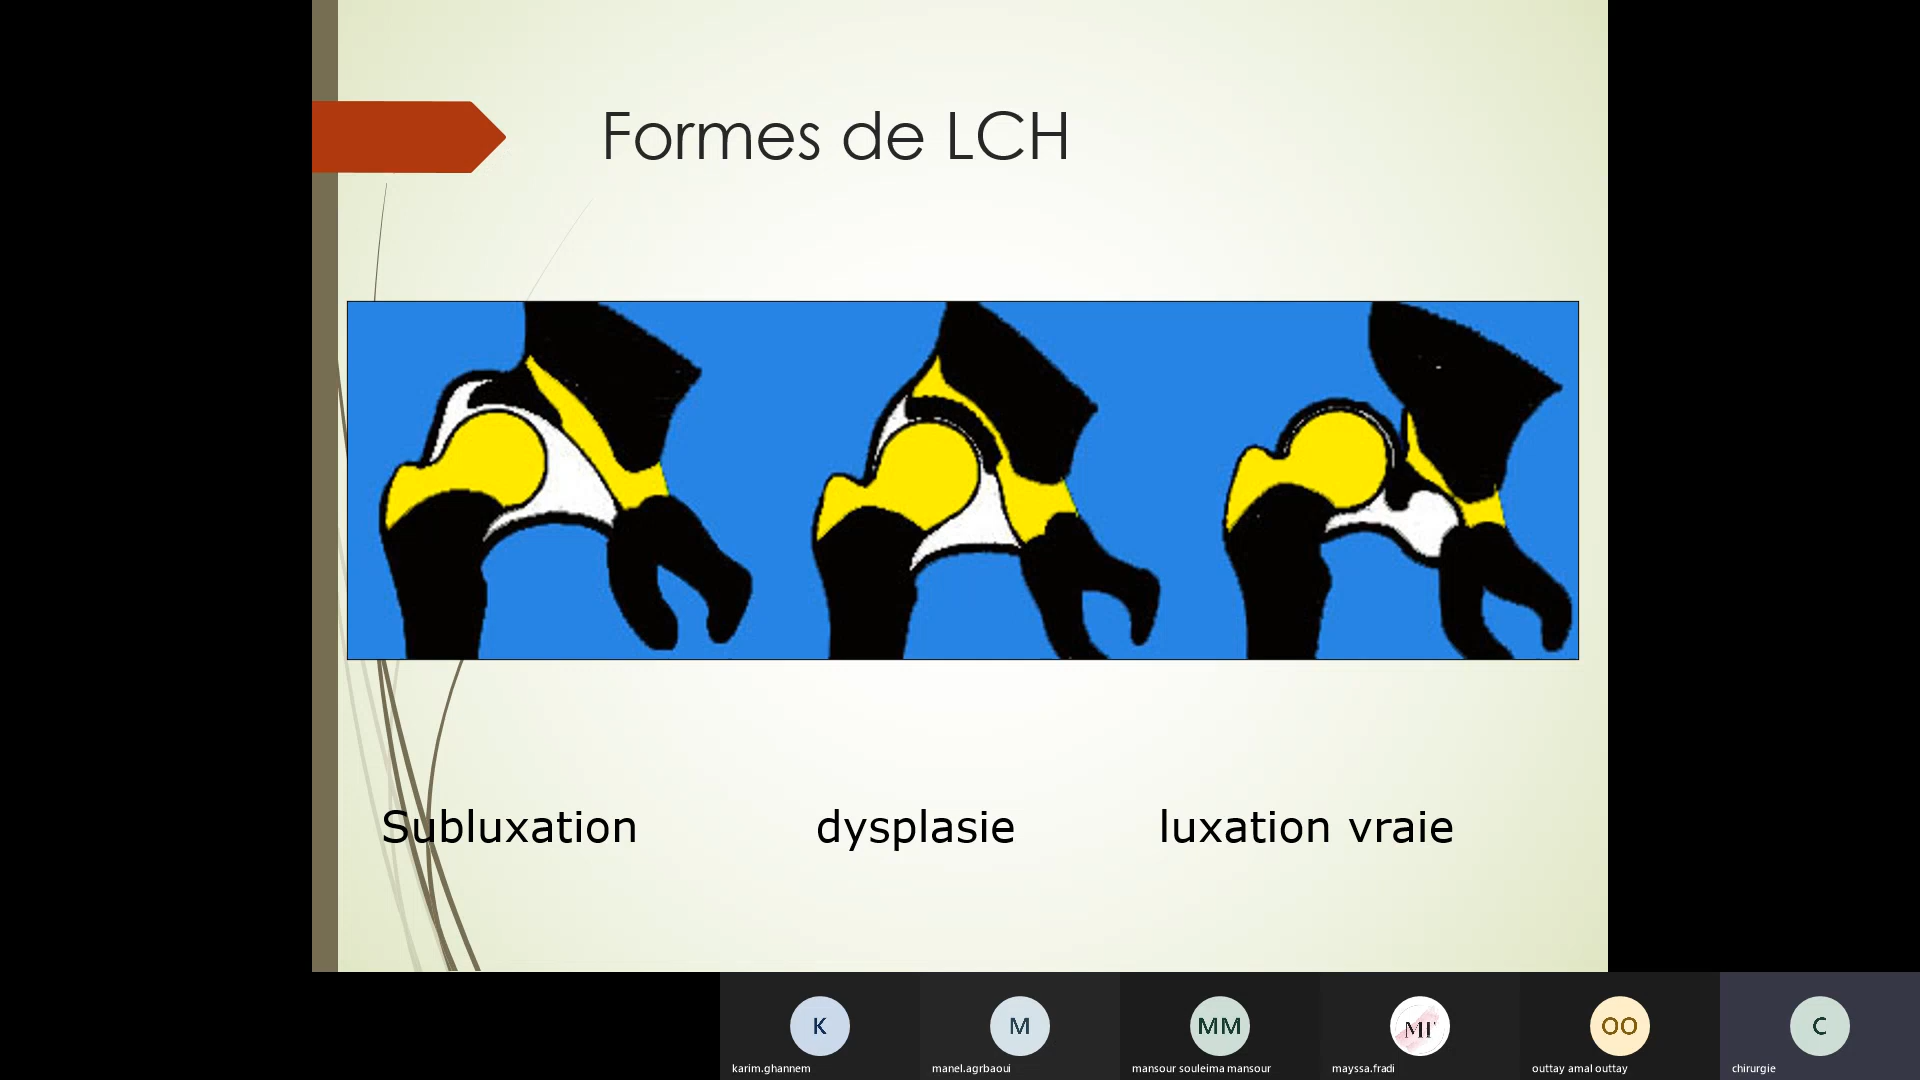 Formes de LCH
Subluxation dysplasie luxation vraie
K M MM MF OO C
karim.ghannem manel.agrbaoui mansour souleima mansour mayssa.fradi outtay amal outtay chirurgie